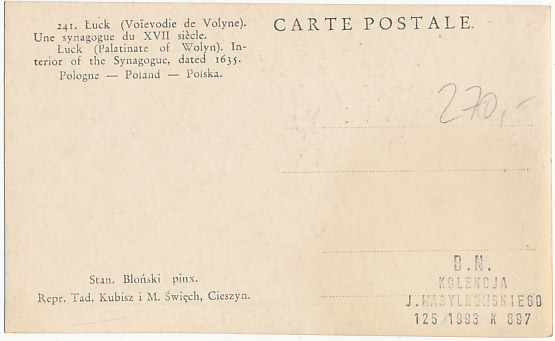 241. Łuck (Voïevodie de Volyne).
Une synagogue du XVII siècle.
Łuck (Palatinate of Wolyn). In-
terior of the Synagogue, dated 1635.
Pologne — Poland — Polska.
CARTE POSTALE.
270,-
Stan. Błoński pinx.
Repr. Tad. Kubisz i M. Święch, Cieszyn.
B.N.
KOLEKCJA
J.WASYLKOWSKIEGO
125/1993 K 897